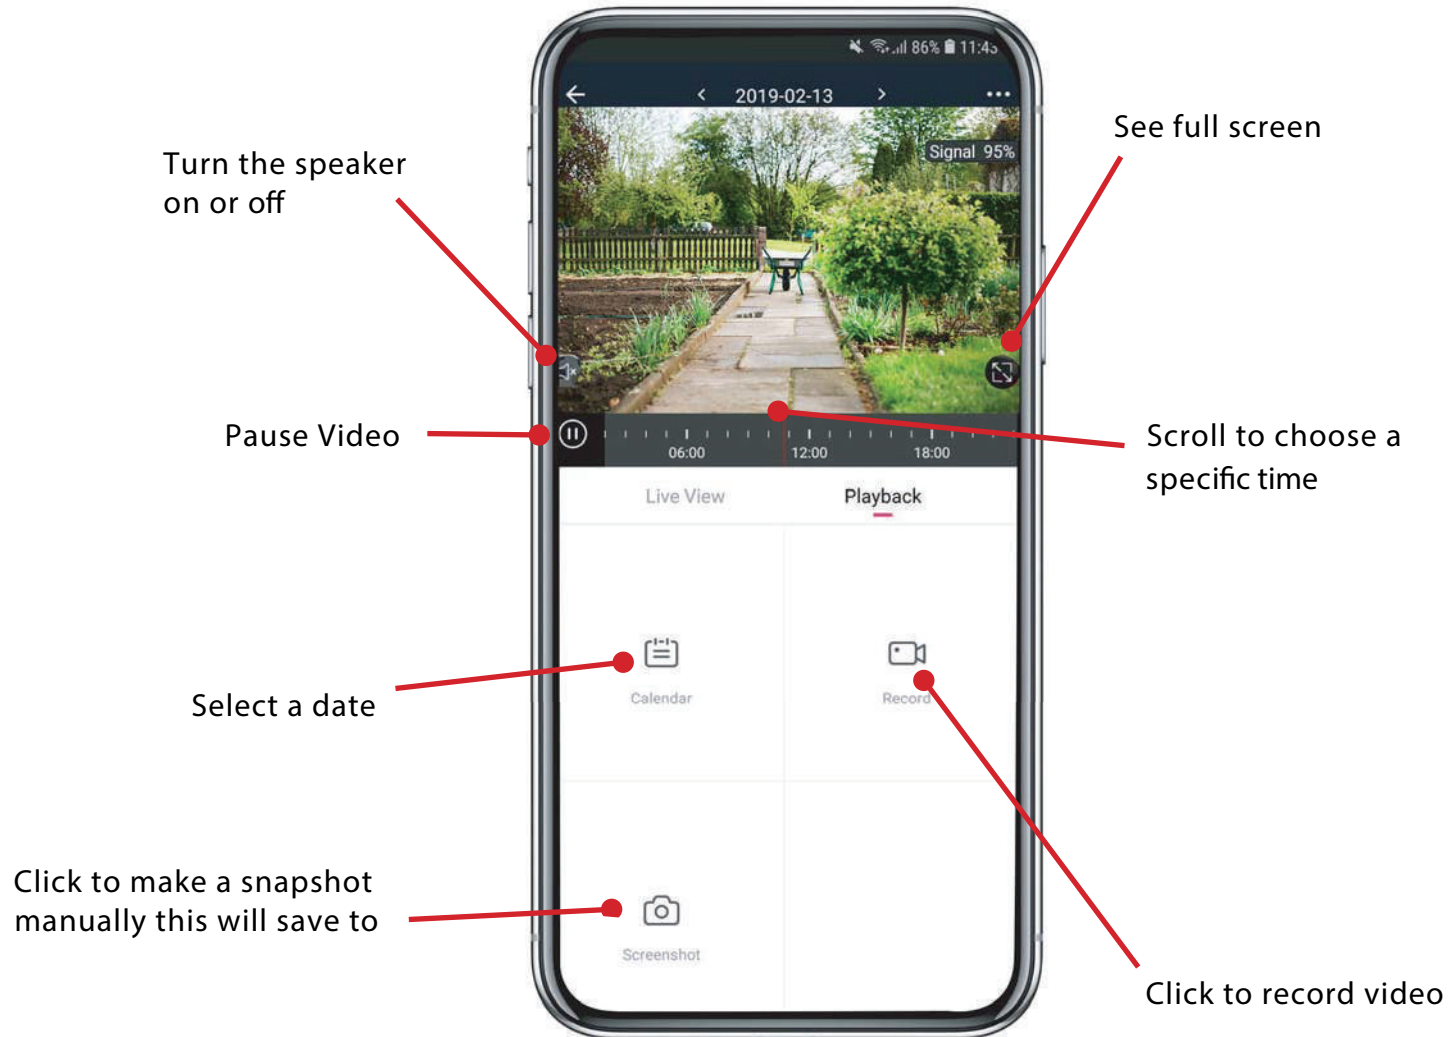 86% 11:43
2019-02-13
See full screen
Signal 95%
Turn the speaker
on or off
Pause Video
06:00 12:00 18:00
Scroll to choose a
specific time
Live View Playback
Select a date
Calendar
Record
Click to make a snapshot
manually this will save to
Screenshot
Click to record video